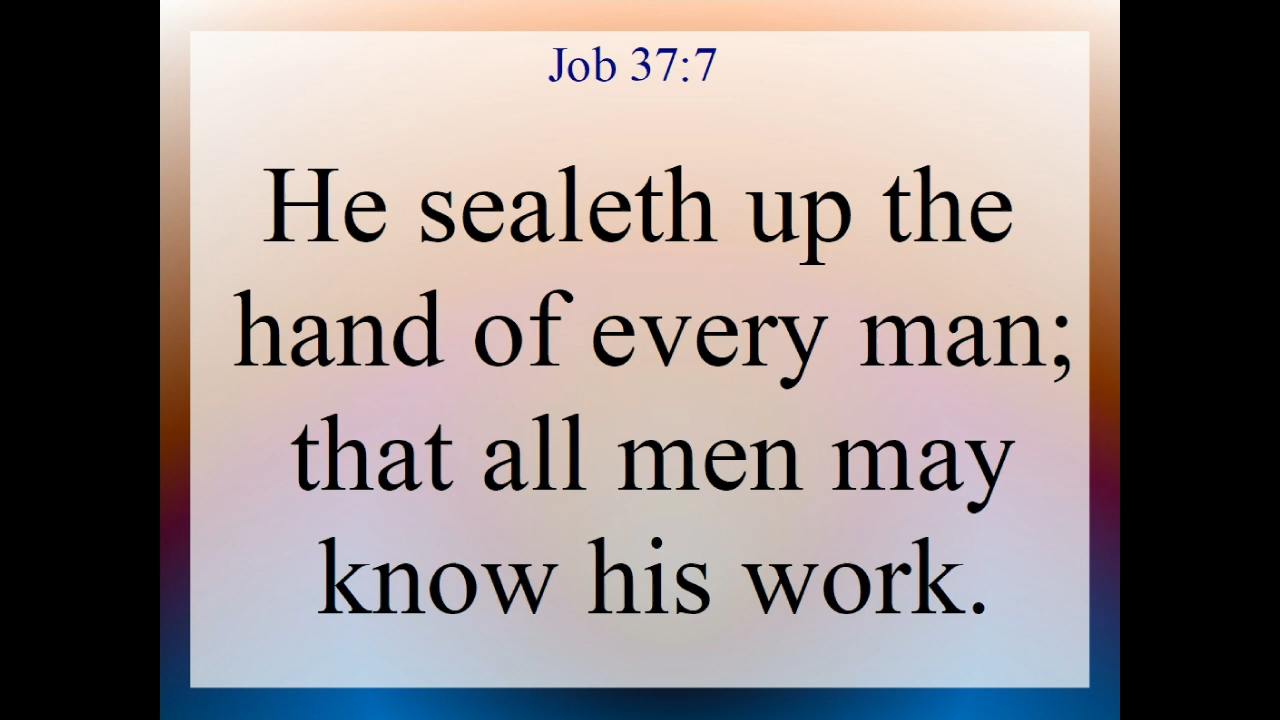 Job 37:7
He sealeth up the
hand of every man;
that all men may
know his work.